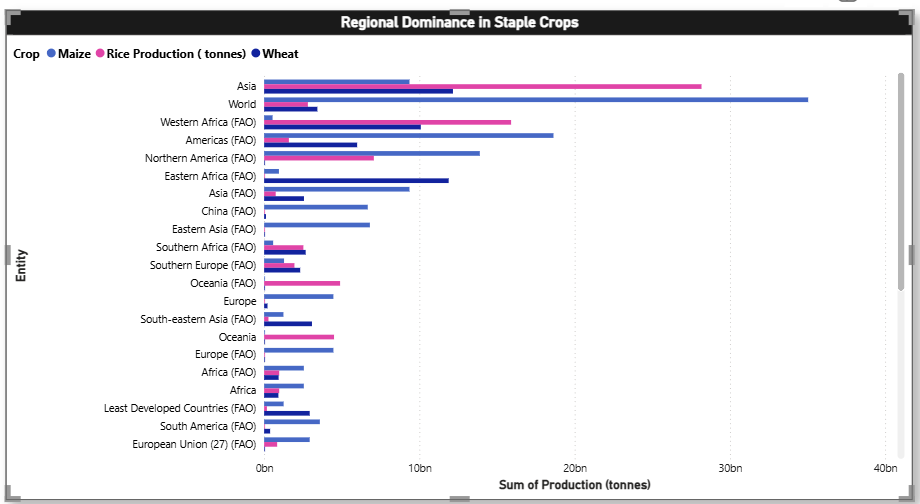 Regional Dominance in Staple Crops
Crop Maize Rice Production ( tonnes) Wheat
Asia
World
Western Africa (FAO)
Americas (FAO)
Northern America (FAO)
Eastern Africa (FAO)
Asia (FAO)
China (FAO)
Eastern Asia (FAO)
Southern Africa (FAO)
Southern Europe (FAO)
Oceania (FAO)
Europe
South-eastern Asia (FAO)
Oceania
Europe (FAO)
Africa (FAO)
Africa
Least Developed Countries (FAO)
South America (FAO)
European Union (27) (FAO)
Entity
0bn 10bn 20bn 30bn 40bn
Sum of Production (tonnes)